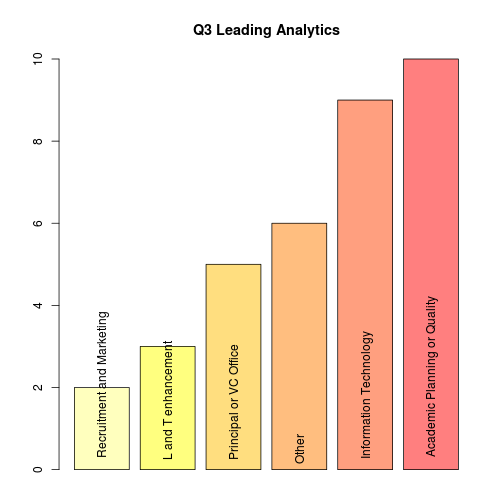 Q3 Leading Analytics
10
8
6
4
2
0
Recruitment and Marketing
L and T enhancement
Principal or VC Office
Other
Information Technology
Academic Planning or Quality